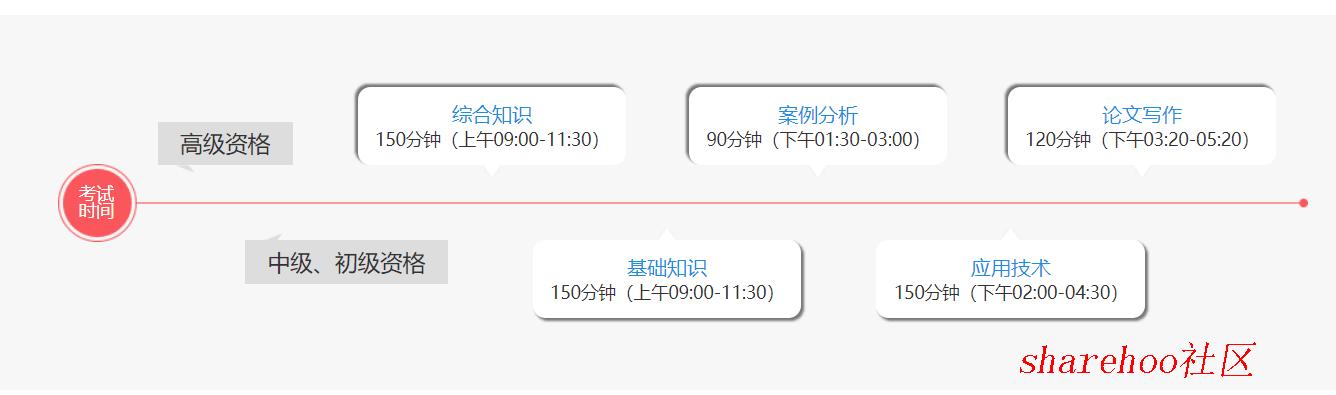 综合知识
150分钟（上午09:00-11:30）
案例分析
90分钟（下午01:30-03:00）
论文写作
120分钟（下午03:20-05:20）
高级资格
考试
时间
中级、初级资格
基础知识
150分钟（上午09:00-11:30）
应用技术
150分钟（下午02:00-04:30）
sharehoo社区